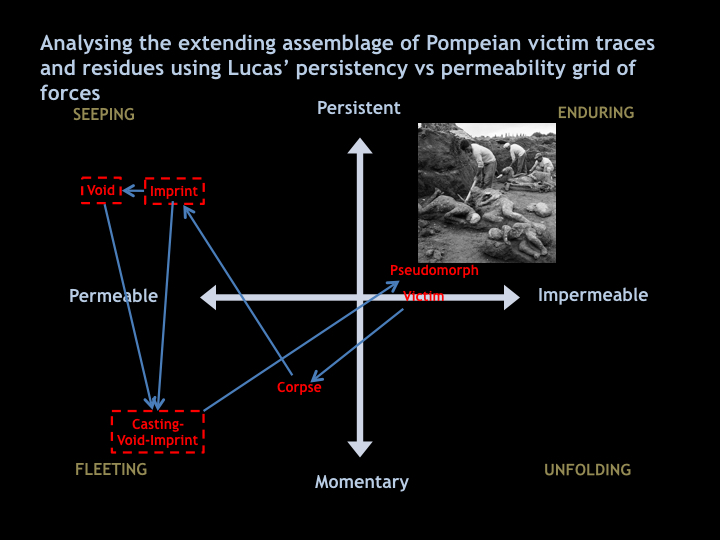 Analysing the extending assemblage of Pompeian victim traces
and residues using Lucas’ persistency vs permeability grid of
forces
SEEPING
Persistent
ENDURING
Void
Imprint
Pseudomorph
Permeable
Victim
Impermeable
Corpse
Casting-
Void-Imprint
FLEETING
UNFOLDING
Momentary